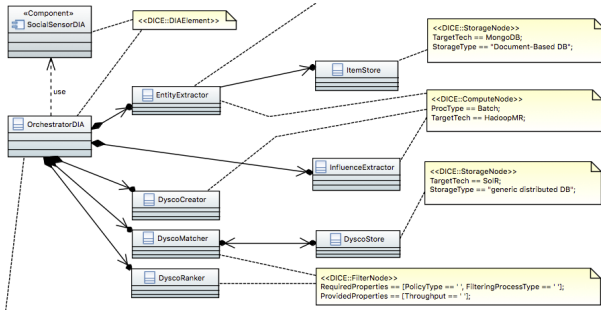 «Component»
SocialSensorDIA
<<DICE::DIAElement>>
<<DICE::StorageNode>>
TargetTech == MongoDB;
StorageType == "Document-Based DB";
ItemStore
EntityExtractor
use
<<DICE::ComputeNode>>
ProcType == Batch;
TargetTech == HadoopMR;
OrchestratorDIA
InfluenceExtractor
<<DICE::StorageNode>>
TargetTech == SolR;
StorageType == "generic distributed DB";
DyscoCreator
DyscoMatcher
DyscoStore
DyscoRanker
<<DICE::FilterNode>>
RequiredProperties == [PolicyType == ' ', FilteringProcessType == ' '];
ProvidedProperties == [Throughput == ' '];